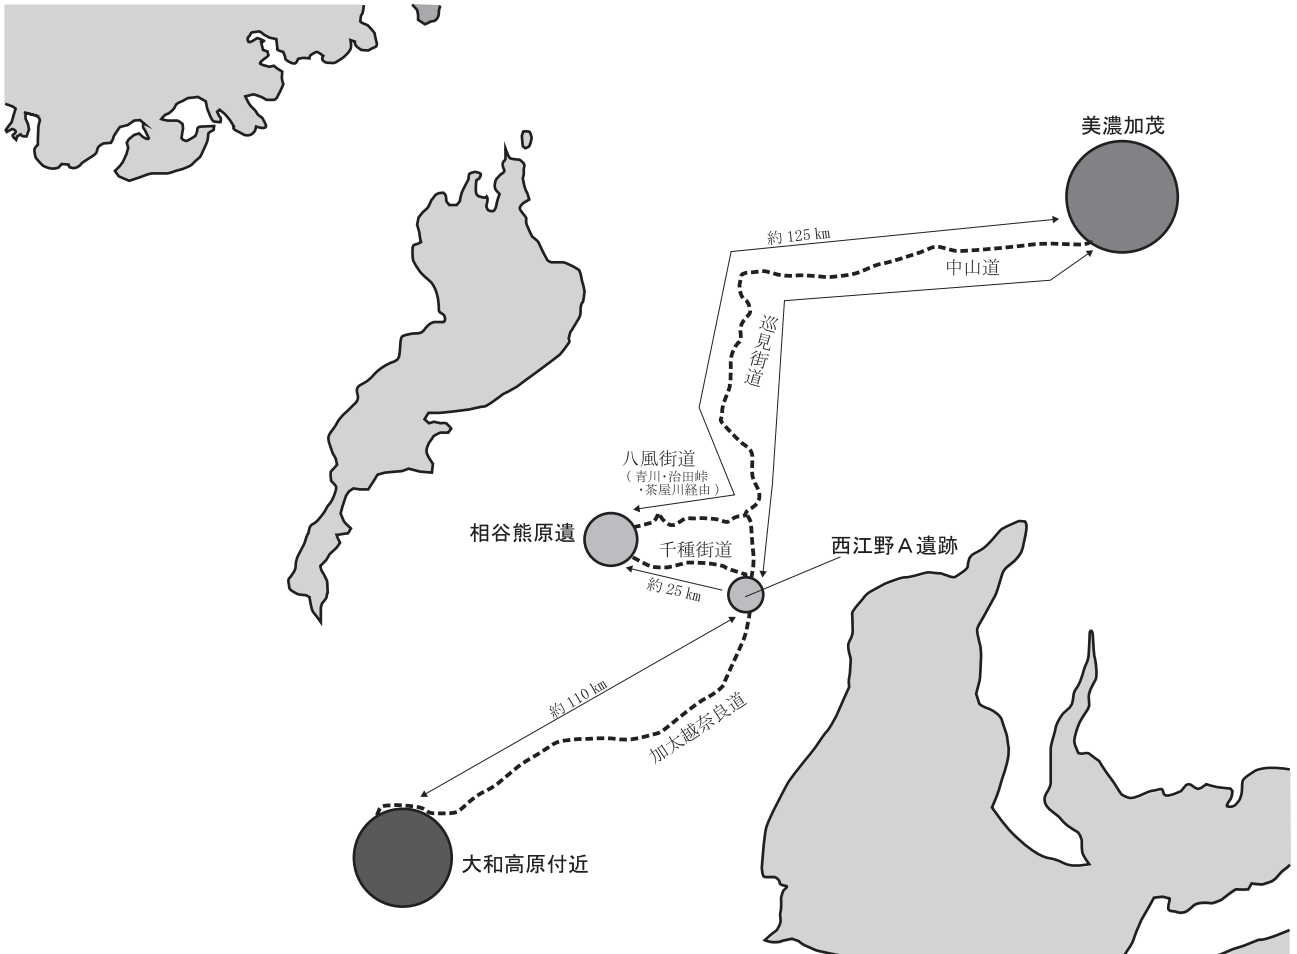 美濃加茂
約 125 km
中山道
巡見街道
八風街道
（青川・治田峠
・茶屋川経由）
相谷熊原遺
千種街道
西江野A遺跡
約 25 km
約 110 km
加太越奈良道
大和高原付近